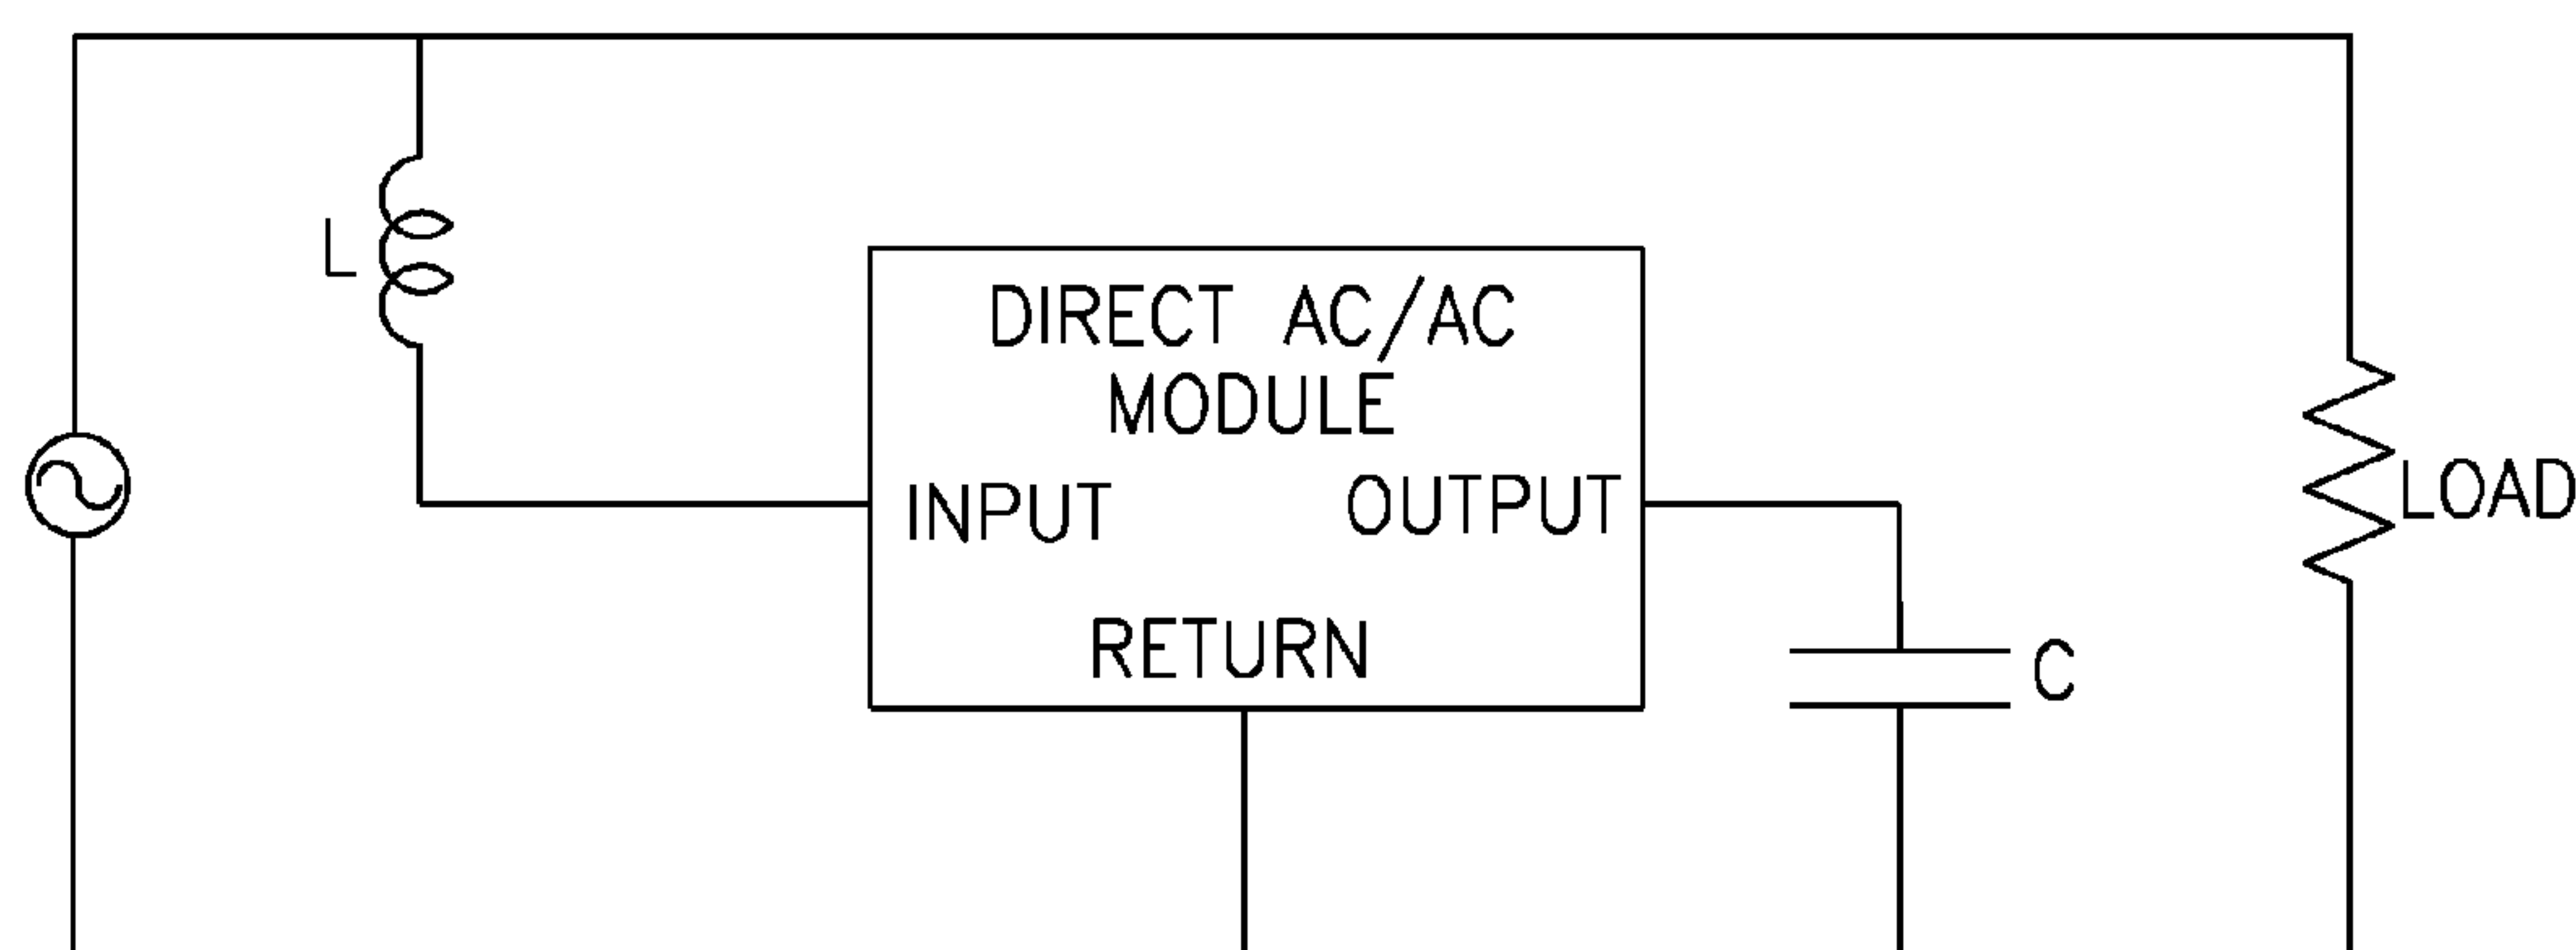 L
DIRECT AC/AC
MODULE
INPUT
OUTPUT
LOAD
RETURN
C